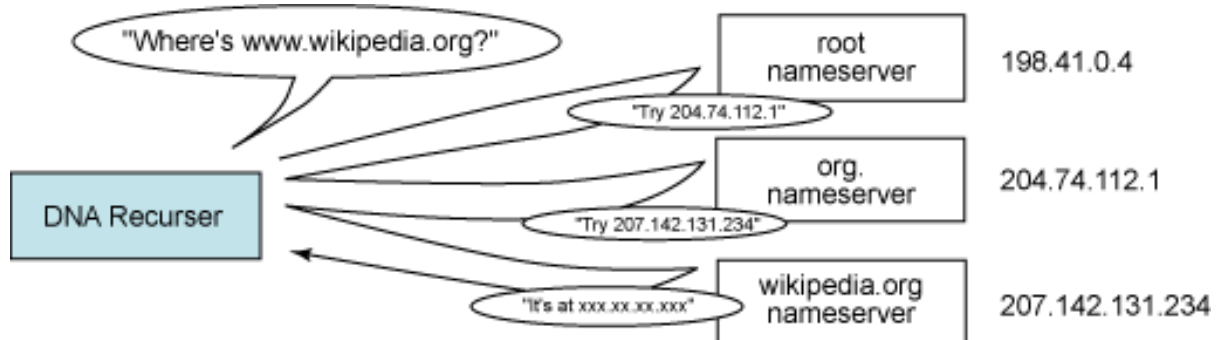 "Where's www.wikipedia.org?"
root
nameserver
198.41.0.4
"Try 204.74.112.1"
org.
nameserver
204.74.112.1
DNA Recurser
"Try 207.142.131.234"
wikipedia.org
nameserver
207.142.131.234
"It's at xxx.xx.xx.xxx"